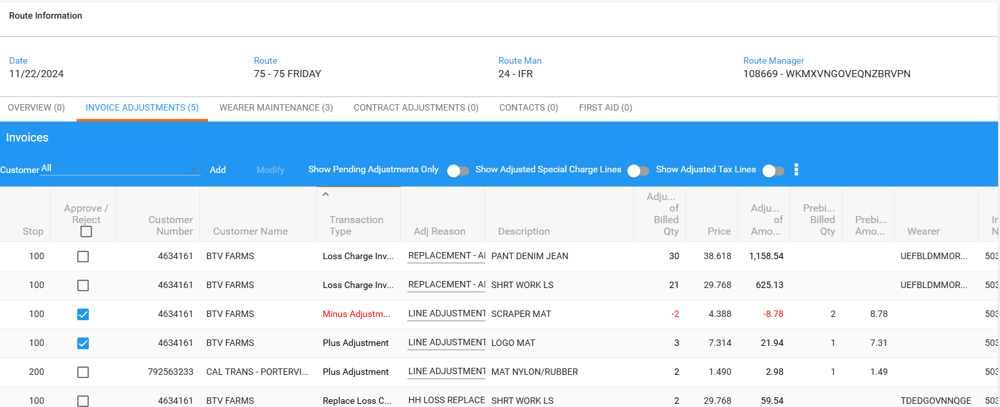 Route Information
Date Route Route Man Route Manager
11/22/2024 75 - 75 FRIDAY 24 - IFR 108669 - WKMXVNGOVEQNZBRVPN
OVERVIEW (0) INVOICE ADJUSTMENTS (5) WEARER MAINTENANCE (3) CONTRACT ADJUSTMENTS (0) CONTACTS (0) FIRST AID (0)
Invoices
Customer All Add Modify Show Pending Adjustments Only Show Adjusted Special Charge Lines Show Adjusted Tax Lines
Stop Approve / Reject Customer Number Customer Name Transaction Type Adj Reason Description Adju... of Billed Qty Price Adju... of Amo... Prebi... Billed Qty Prebi... Amo... Wearer
100 4634161 BTV FARMS Loss Charge Inv... REPLACEMENT - PANT DENIM JEAN 30 38.618 1,158.54 UEFBLDMMOR... 503
100 4634161 BTV FARMS Loss Charge Inv... REPLACEMENT - SHRT WORK LS 21 29.768 625.13 UEFBLDMMOR... 503
100 4634161 BTV FARMS Minus Adjustm... LINE ADJUSTMENT SCRAPER MAT -2 4.388 -8.78 2 8.78 503
100 4634161 BTV FARMS Plus Adjustment LINE ADJUSTMENT LOGO MAT 3 7.314 21.94 1 7.31 503
200 792563233 CAL TRANS - PORTERVI... Plus Adjustment LINE ADJUSTMENT MAT NYLON/RUBBER 2 1.490 2.98 1 1.49 503
100 4634161 BTV FARMS Replace Loss C... HH LOSS REPLACE SHRT WORK LS 2 29.768 59.54 TDEDGOVNNQGE 503